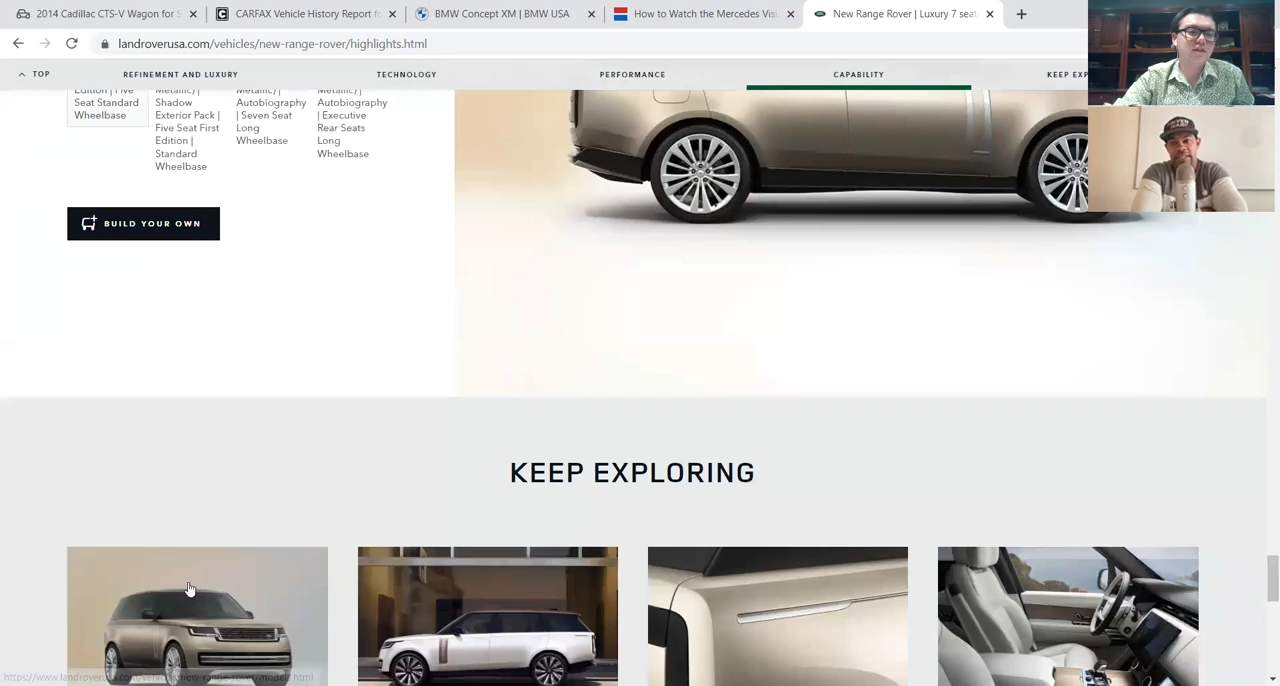 2014 Cadillac CTS-V Wagon for S
CARFAX Vehicle History Report fo
BMW Concept XM | BMW USA
How to Watch the Mercedes Visi
New Range Rover | Luxury 7 seat
landroverusa.com/vehicles/new-range-rover/highlights.html
TOP
REFINEMENT AND LUXURY
TECHNOLOGY
PERFORMANCE
CAPABILITY
KEEP EXP
Edition | Five
Seat Standard
Wheelbase
Metallic) |
Shadow
Exterior Pack |
Five Seat First
Edition |
Standard
Wheelbase
Metallic) |
Autobiography
| Seven Seat
Long
Wheelbase
Metallic) |
Autobiography
| Executive
Rear Seats
Long
Wheelbase
BUILD YOUR OWN
KEEP EXPLORING